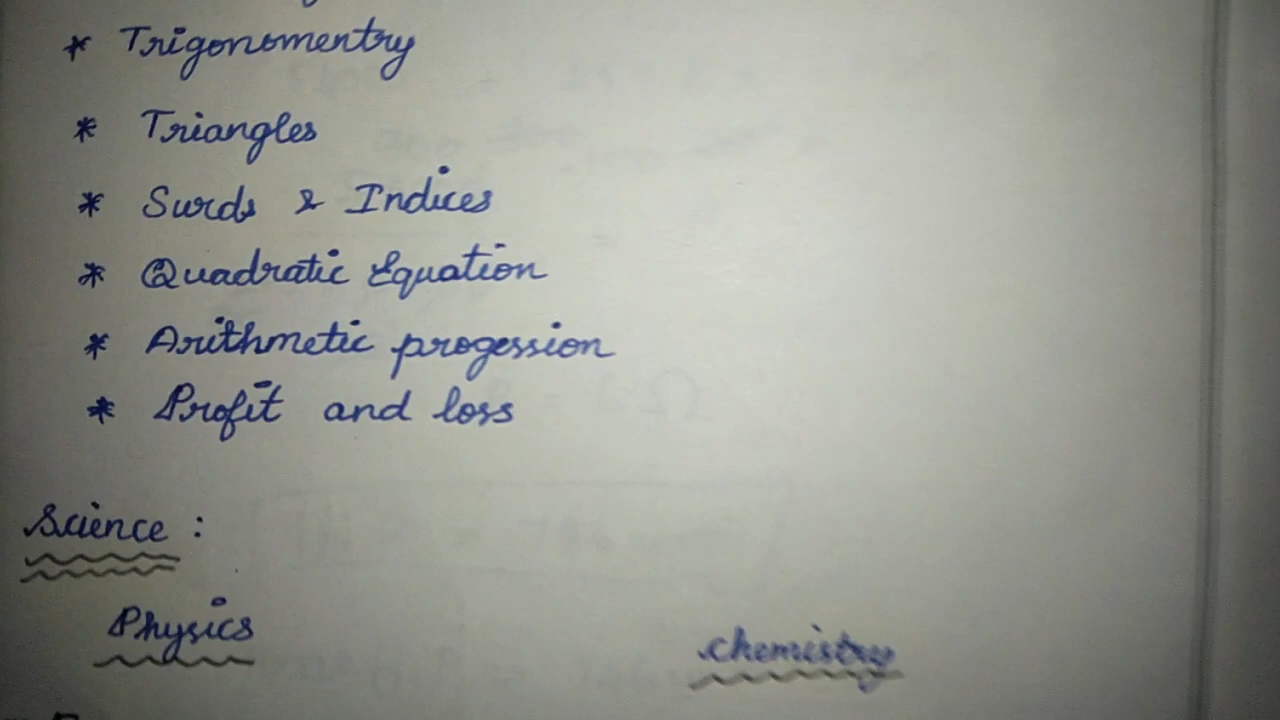 * Trigonomentry
* Triangles
* Surds & Indices
* Quadratic Equation
* Arithmetic progession
* Profit and loss
Science :
Physics chemistry